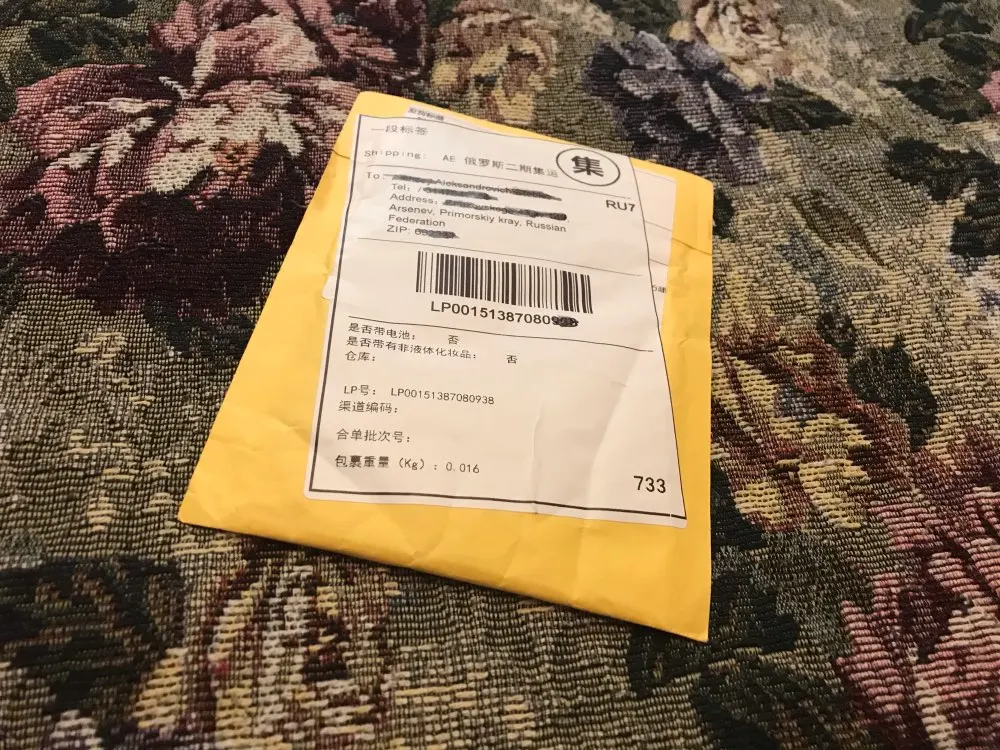 一段标签
Shipping: AE 俄罗斯二期集运
集
To: Aleksandrovich
RU7
Tel:
Address:
Arsenev, Primorskiy kray, Russian
Federation
ZIP:
LP00151387080938
是否带电池: 否
是否带有非液体化妆品: 否
仓库:
LP号: LP00151387080938
渠道编码:
合单批次号:
包裹重量 (Kg) : 0.016
733